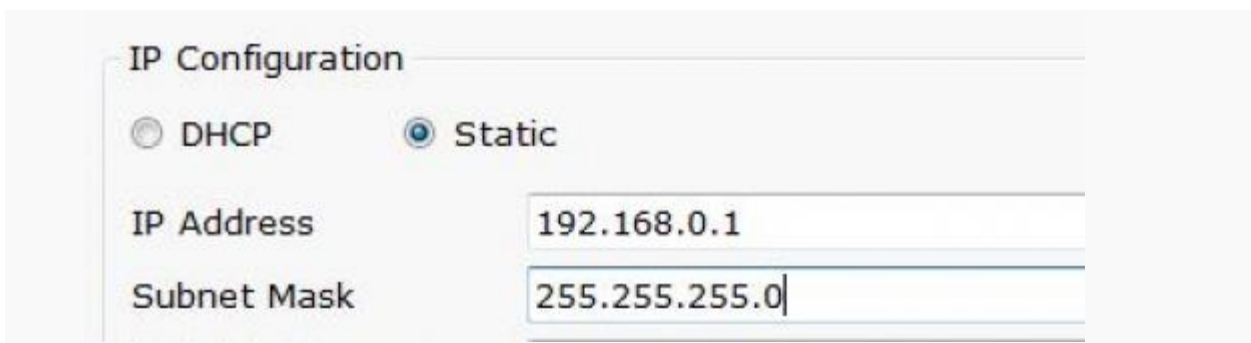 IP Configuration
DHCP Static
IP Address 192.168.0.1
Subnet Mask 255.255.255.0